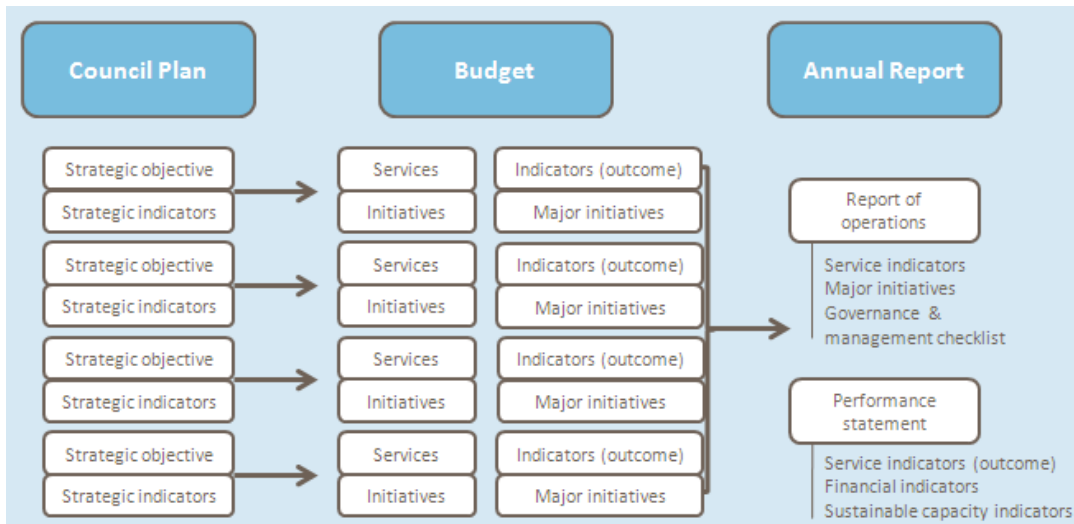 Council Plan
Budget
Annual Report
Strategic objective
Strategic indicators
Services
Initiatives
Indicators (outcome)
Major initiatives
Strategic objective
Strategic indicators
Services
Initiatives
Indicators (outcome)
Major initiatives
Strategic objective
Strategic indicators
Services
Initiatives
Indicators (outcome)
Major initiatives
Strategic objective
Strategic indicators
Services
Initiatives
Indicators (outcome)
Major initiatives
Report of
operations
Service indicators
Major initiatives
Governance &
management checklist
Performance
statement
Service indicators (outcome)
Financial indicators
Sustainable capacity indicators